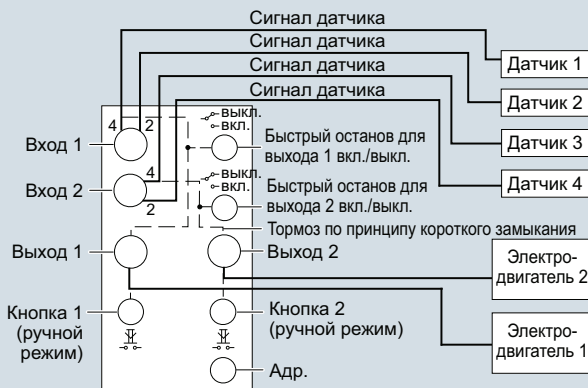 Сигнал датчика
Сигнал датчика
Сигнал датчика
Сигнал датчика
Датчик 1
Датчик 2
Датчик 3
Датчик 4
4
2
Вход 1
выкл.
вкл.
Быстрый останов для
выхода 1 вкл./выкл.
4
2
Вход 2
выкл.
вкл.
Быстрый останов для
выхода 2 вкл./выкл.
Тормоз по принципу короткого замыкания
Выход 1
Выход 2
Электро-
двигатель 2
Кнопка 1
(ручной
режим)
Кнопка 2
(ручной режим)
Электро-
двигатель 1
Адр.